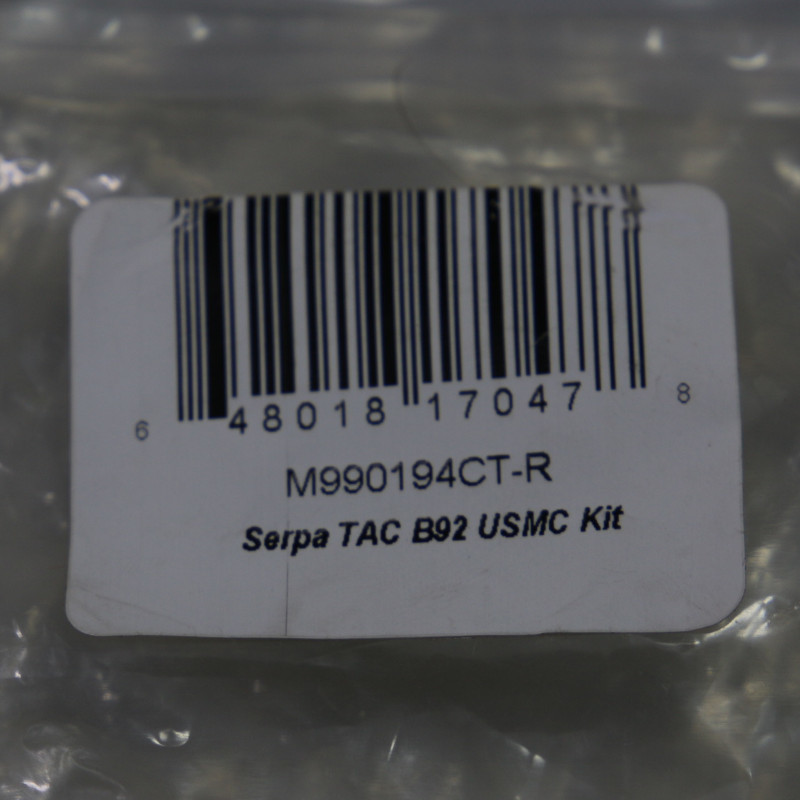 6 48018 17047 8
M990194CT-R
Serpa TAC B92 USMC Kit